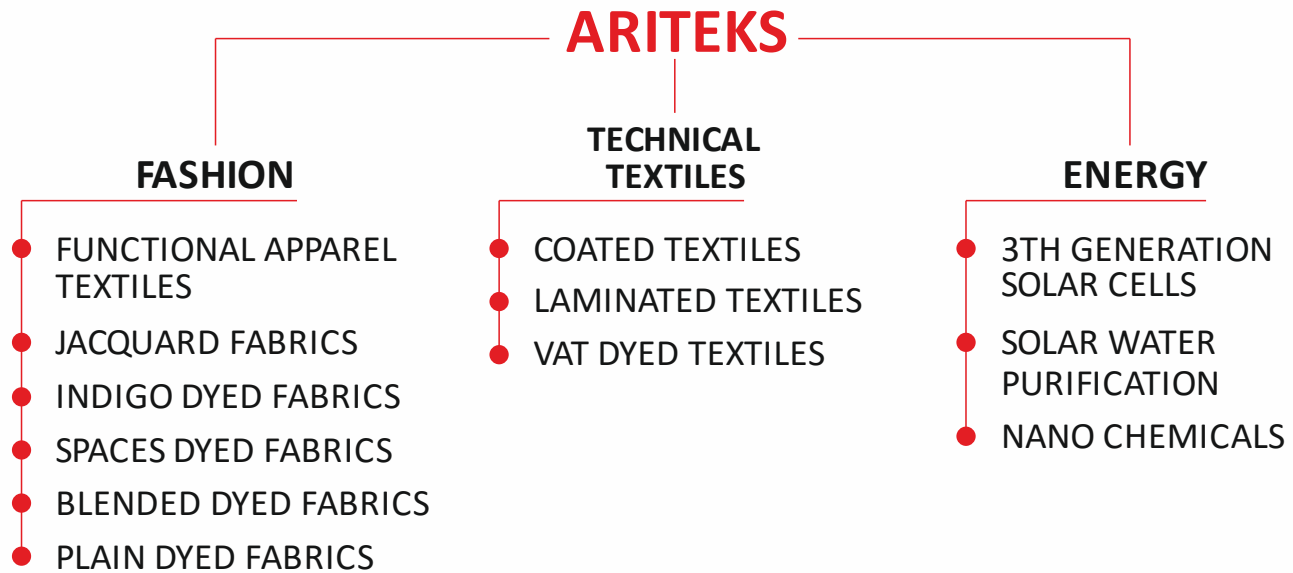 ARITEKS
FASHION
FUNCTIONAL APPAREL
TEXTILES
JACQUARD FABRICS
INDIGO DYED FABRICS
SPACES DYED FABRICS
BLENDED DYED FABRICS
PLAIN DYED FABRICS
TECHNICAL
TEXTILES
COATED TEXTILES
LAMINATED TEXTILES
VAT DYED TEXTILES
ENERGY
3TH GENERATION
SOLAR CELLS
SOLAR WATER
PURIFICATION
NANO CHEMICALS